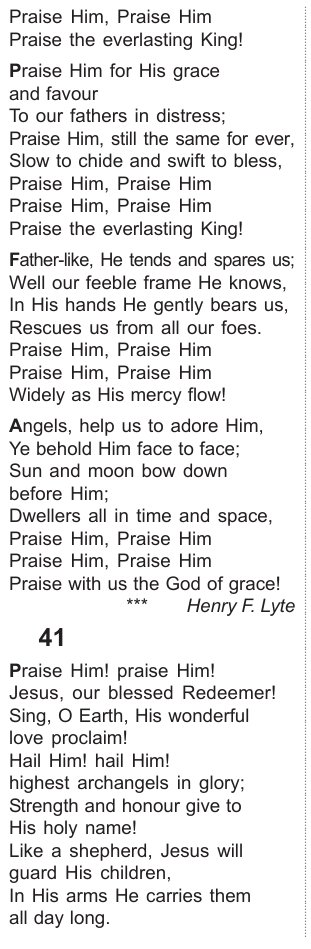 Praise Him, Praise Him
Praise the everlasting King!
Praise Him for His grace
and favour
To our fathers in distress;
Praise Him, still the same for ever,
Slow to chide and swift to bless,
Praise Him, Praise Him
Praise Him, Praise Him
Praise the everlasting King!
Father-like, He tends and spares us;
Well our feeble frame He knows,
In His hands He gently bears us,
Rescues us from all our foes.
Praise Him, Praise Him
Praise Him, Praise Him
Widely as His mercy flow!
Angels, help us to adore Him,
Ye behold Him face to face;
Sun and moon bow down
before Him;
Dwellers all in time and space,
Praise Him, Praise Him
Praise Him, Praise Him
Praise with us the God of grace!
*** Henry F. Lyte
41
Praise Him! praise Him!
Jesus, our blessed Redeemer!
Sing, O Earth, His wonderful
love proclaim!
Hail Him! hail Him!
highest archangels in glory;
Strength and honour give to
His holy name!
Like a shepherd, Jesus will
guard His children,
In His arms He carries them
all day long.